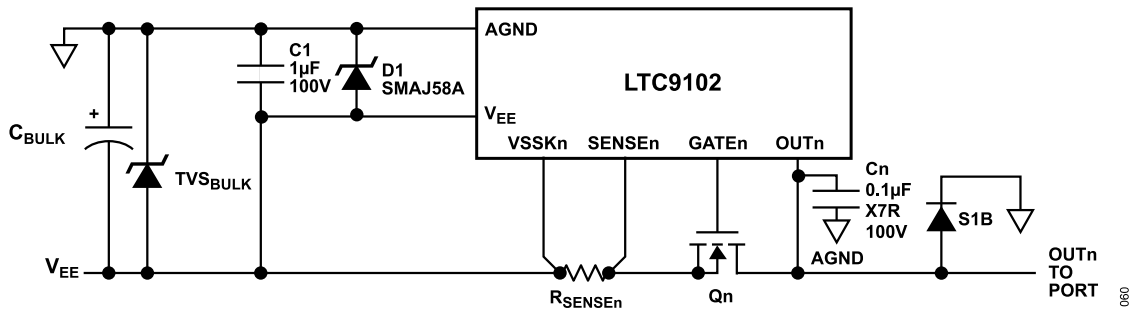 AGND
LTC9102
C1
1µF
100V
D1
SMAJ58A
VEE
VSSKn
SENSEn
GATEn
OUTn
+
CBULK
TVSBULK
Cn
0.1µF
X7R
100V
S1B
AGND
VEE
RSENSEn
Qn
OUTn
TO
PORT
060